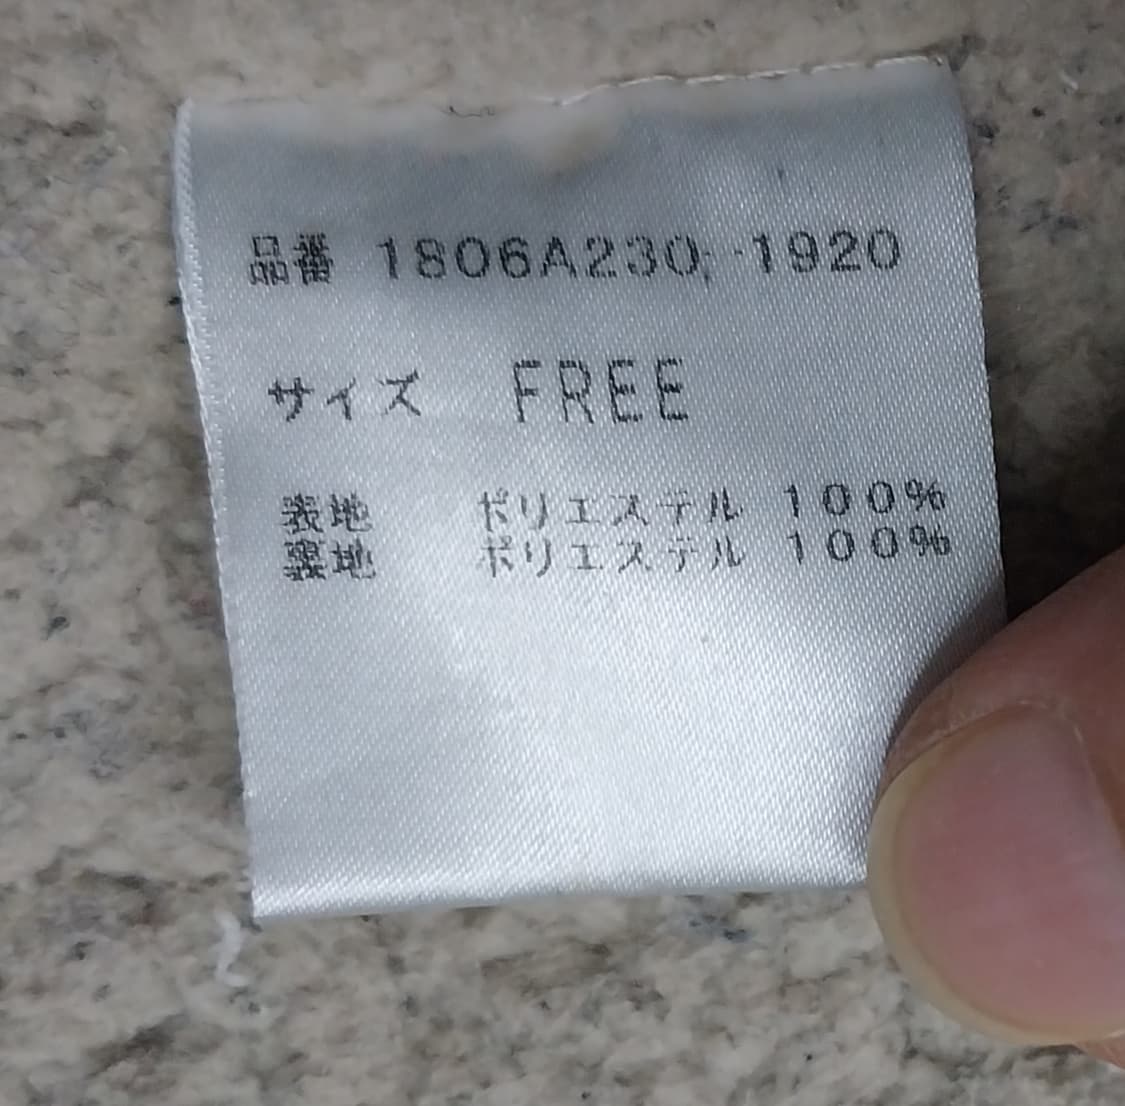 品番 1806A230, -1920
サイズ FREE
表地 ポリエステル 100%
裏地 ポリエステル 100%